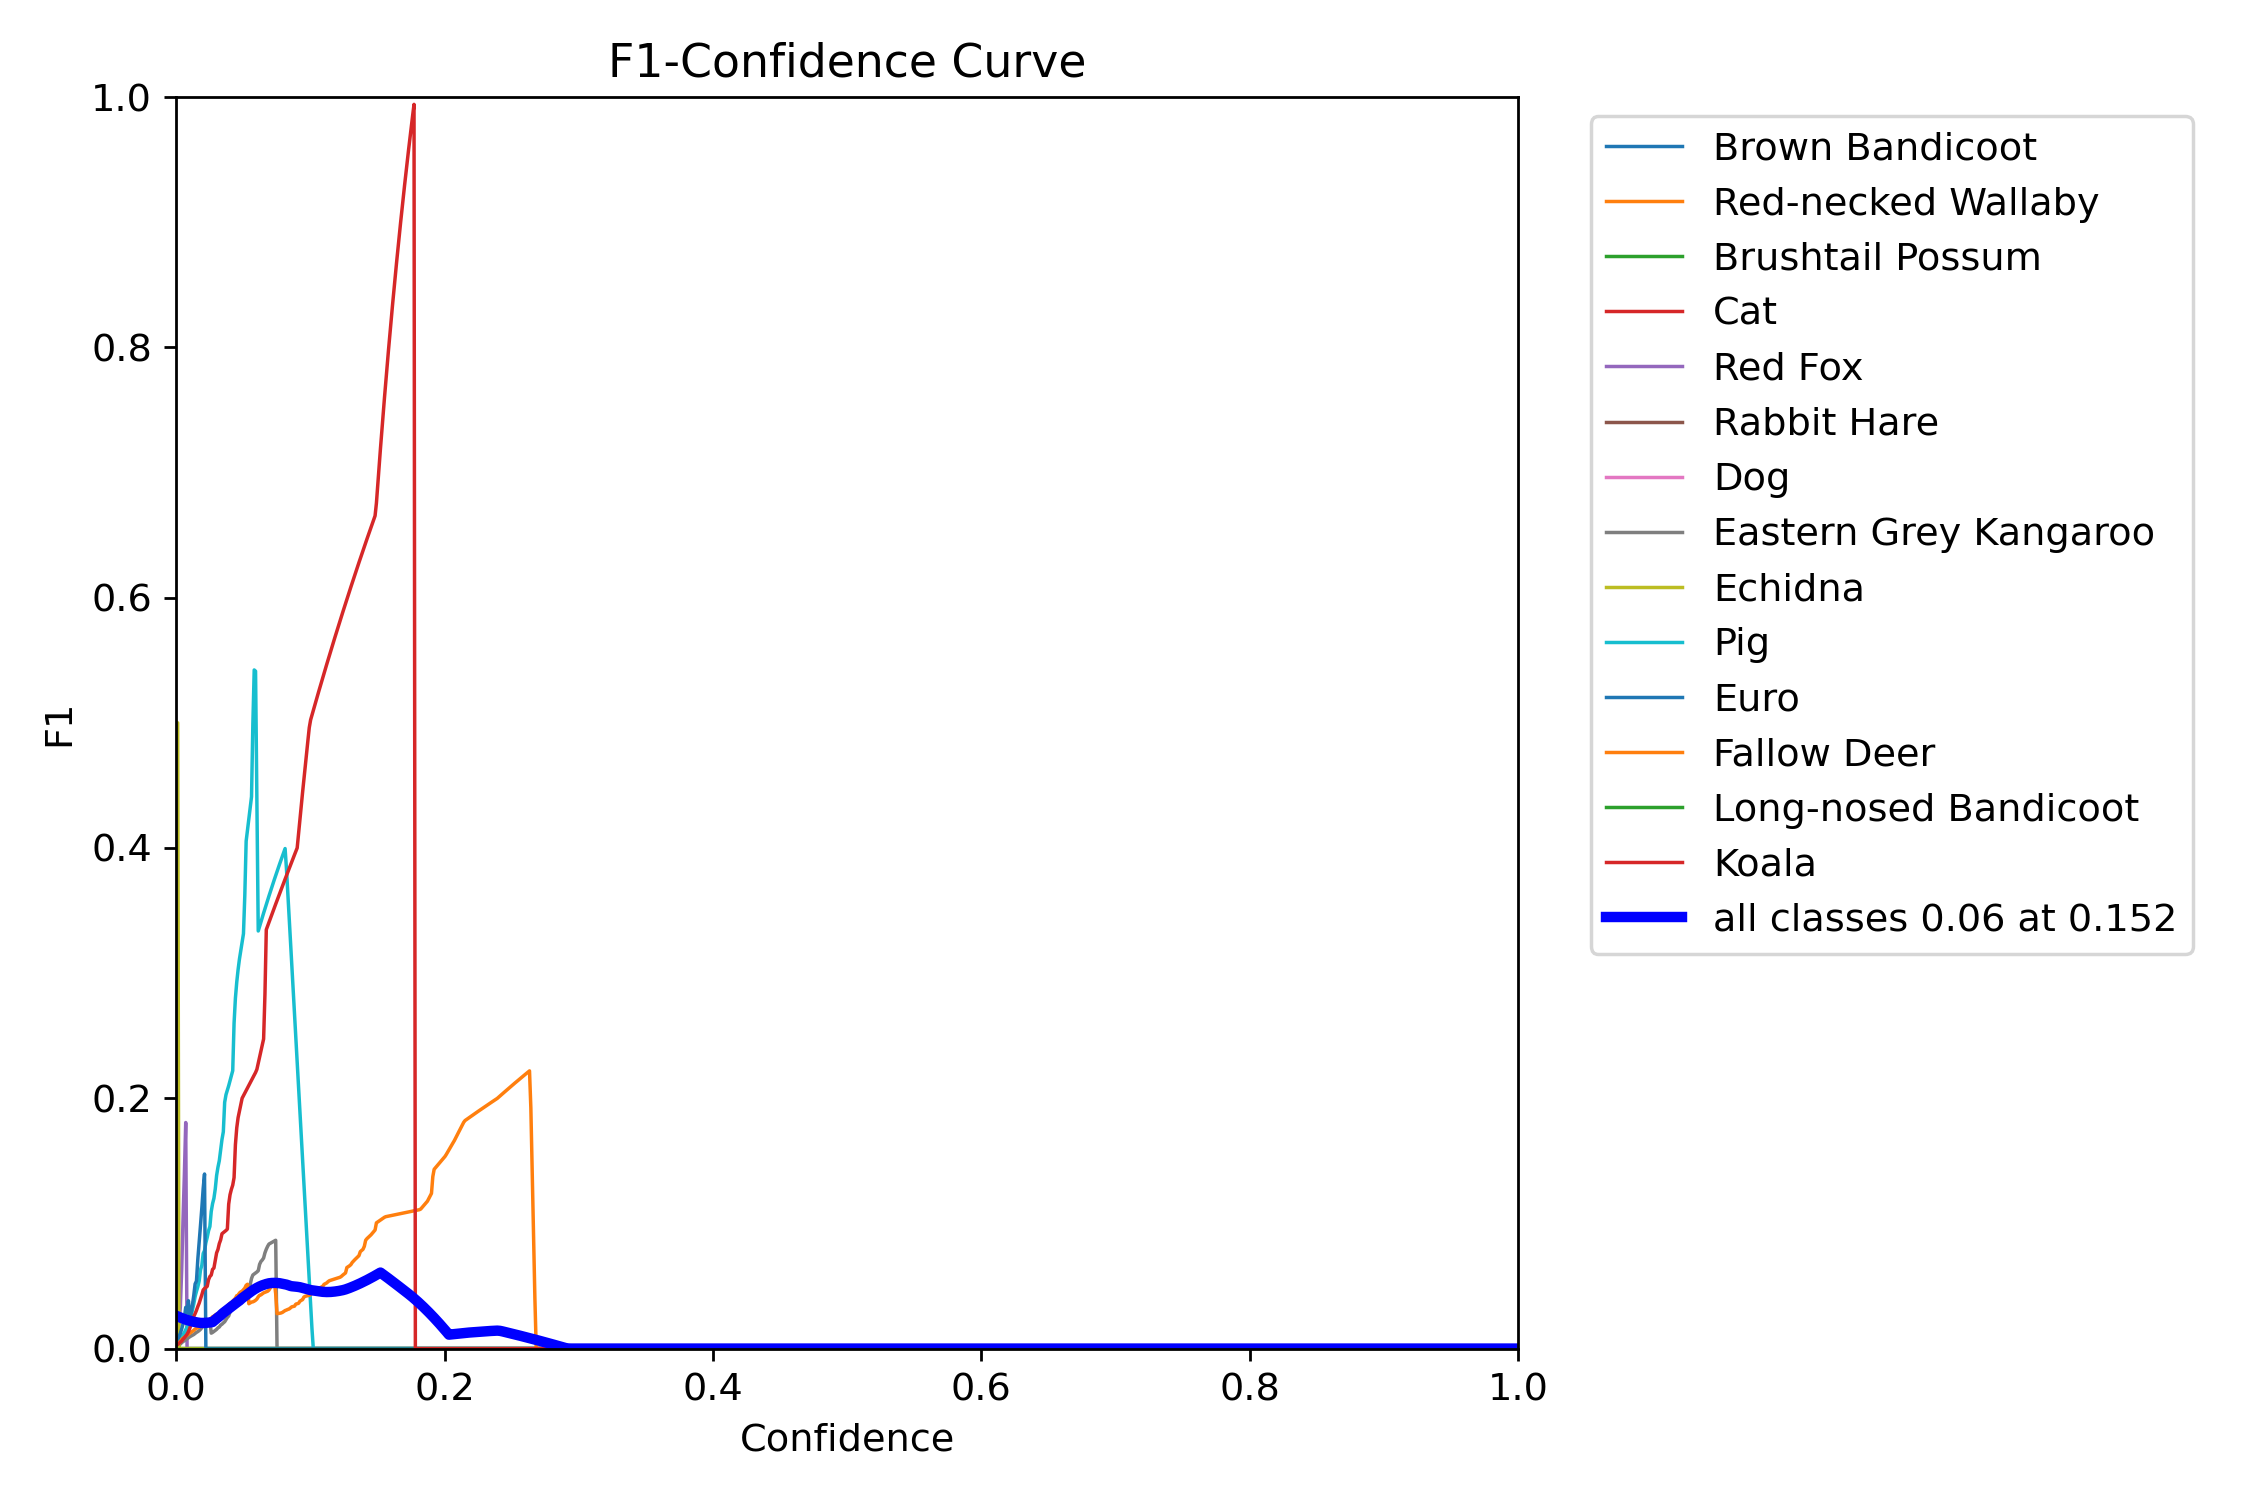 F1-Confidence Curve
1.0
0.8
0.6
0.4
0.2
0.0
F1
0.0 0.2 0.4 0.6 0.8 1.0
Confidence
Brown Bandicoot
Red-necked Wallaby
Brushtail Possum
Cat
Red Fox
Rabbit Hare
Dog
Eastern Grey Kangaroo
Echidna
Pig
Euro
Fallow Deer
Long-nosed Bandicoot
Koala
all classes 0.06 at 0.152